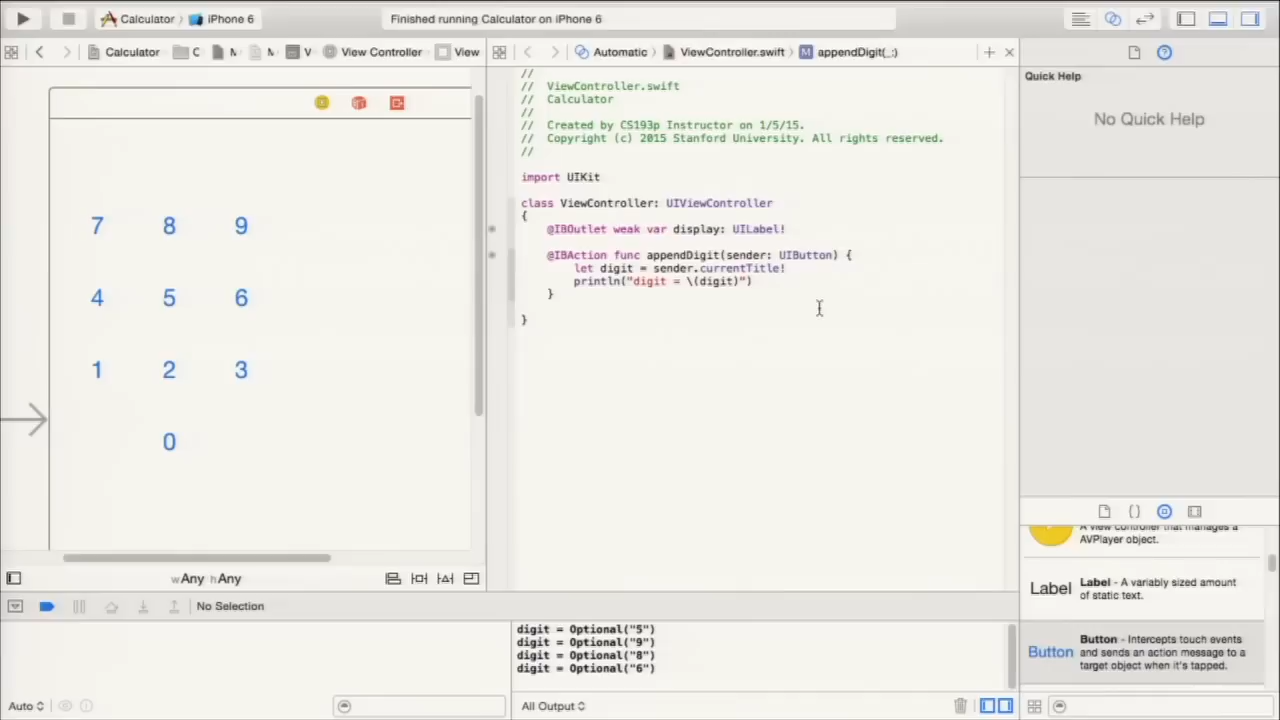 Calculator iPhone 6
Finished running Calculator on iPhone 6
Calculator C M M V View Controller View
Automatic ViewController.swift M appendDigit(_:)
Quick Help
No Quick Help
//
// ViewController.swift
// Calculator
//
// Created by CS193p Instructor on 1/5/15.
// Copyright (c) 2015 Stanford University. All rights reserved.
//
import UIKit
class ViewController: UIViewController
{
@IBOutlet weak var display: UILabel!
@IBAction func appendDigit(sender: UIButton) {
let digit = sender.currentTitle!
println("digit = \(digit)")
}
}
7 8 9
4 5 6
1 2 3
0
wAny hAny
No Selection
digit = Optional("5")
digit = Optional("9")
digit = Optional("8")
digit = Optional("6")
Auto
All Output
A view controller that manages a
AVPlayer object.
Label
Label - A variably sized amount
of static text.
Button
Button - Intercepts touch events
and sends an action message to a
target object when it's tapped.